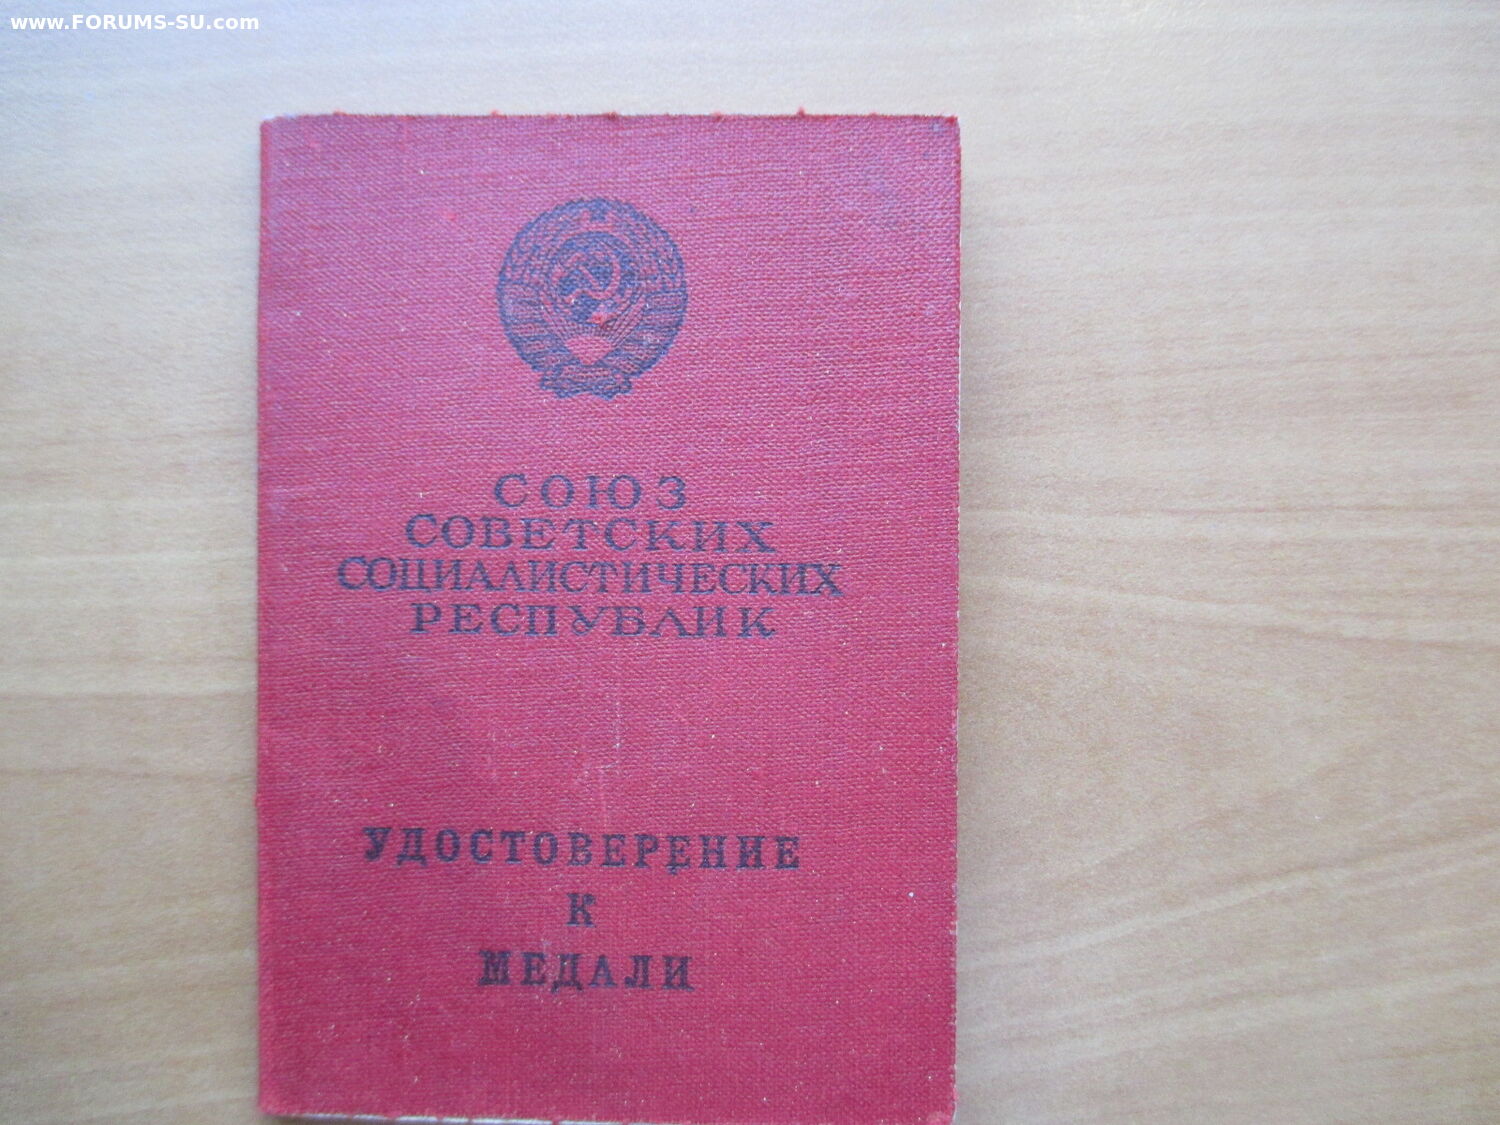 www.FORUMS-SU.com
СОЮЗ
СОВЕТСКИХ
СОЦИАЛИСТИЧЕСКИХ
РЕСПУБЛИК
УДОСТОВЕРЕНИЕ
К
МЕДАЛИ